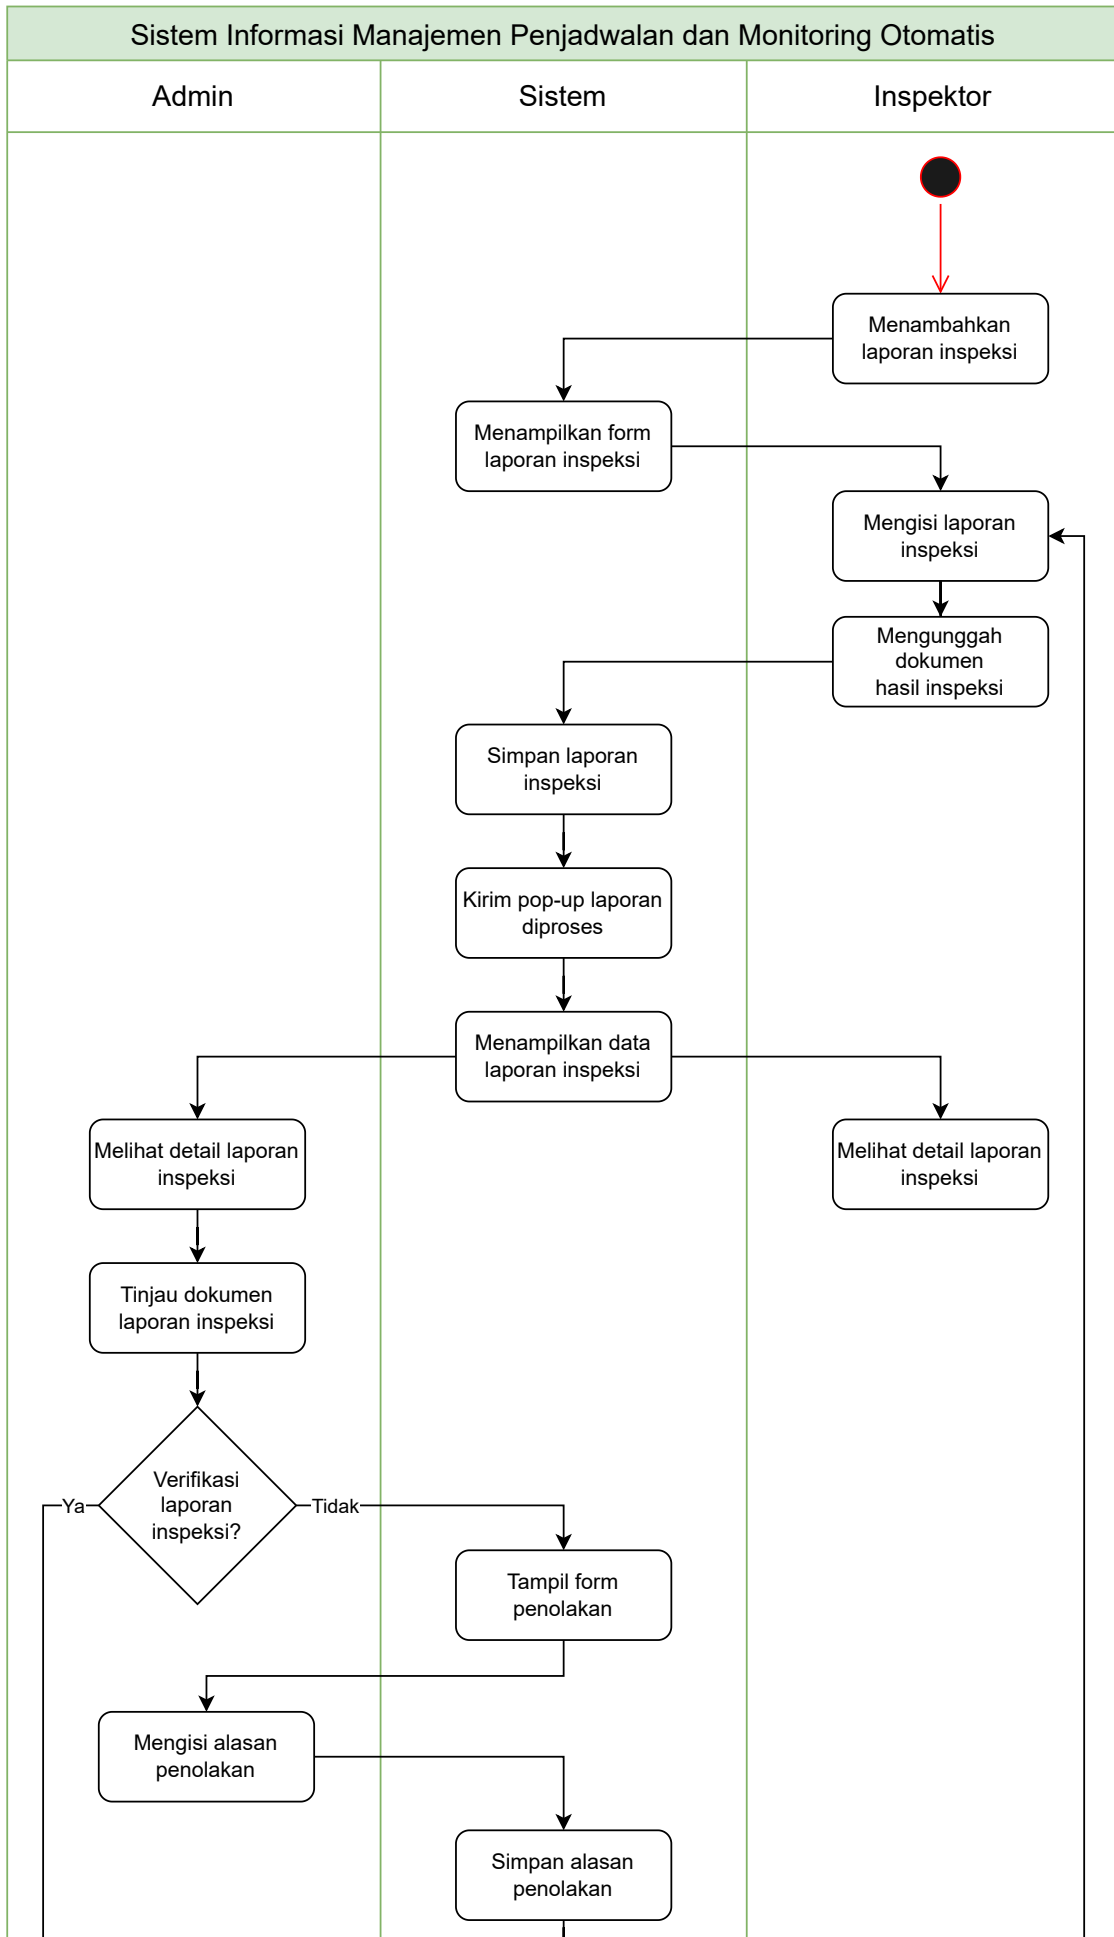 Sistem Informasi Manajemen Penjadwalan dan Monitoring Otomatis
Admin
Sistem
Inspektor
Menambahkan
laporan inspeksi
Menampilkan form
laporan inspeksi
Mengisi laporan
inspeksi
Mengunggah
dokumen
hasil inspeksi
Simpan laporan
inspeksi
Kirim pop-up laporan
diproses
Menampilkan data
laporan inspeksi
Melihat detail laporan
inspeksi
Melihat detail laporan
inspeksi
Tinjau dokumen
laporan inspeksi
Verifikasi
laporan
inspeksi?
Ya
Tidak
Tampil form
penolakan
Mengisi alasan
penolakan
Simpan alasan
penolakan